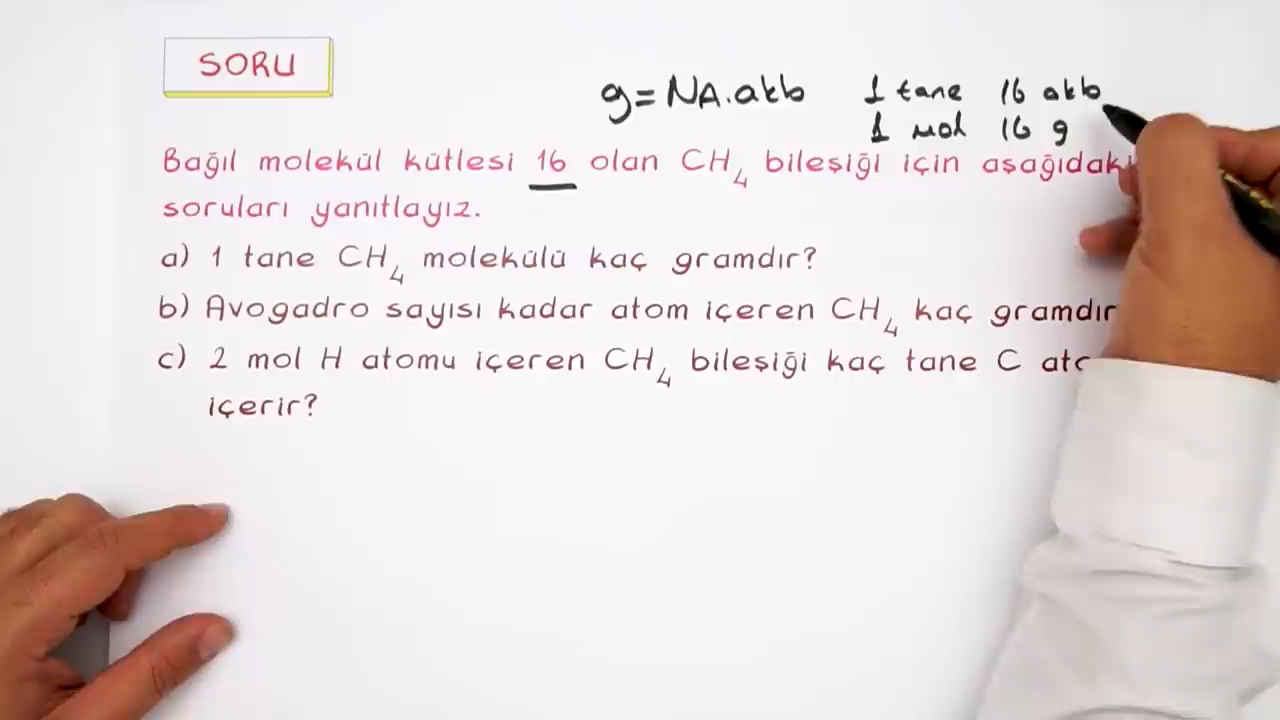 SORU
g = NA.akb 1 tane 16 akb
1 mol 16 g
Bağıl molekül kütlesi 16 olan CH4 bileşiği için aşağıdaki
soruları yanıtlayız.
a) 1 tane CH4 molekülü kaç gramdır?
b) Avogadro sayısı kadar atom içeren CH4 kaç gramdır
c) 2 mol H atomu içeren CH4 bileşiği kaç tane C
içerir?